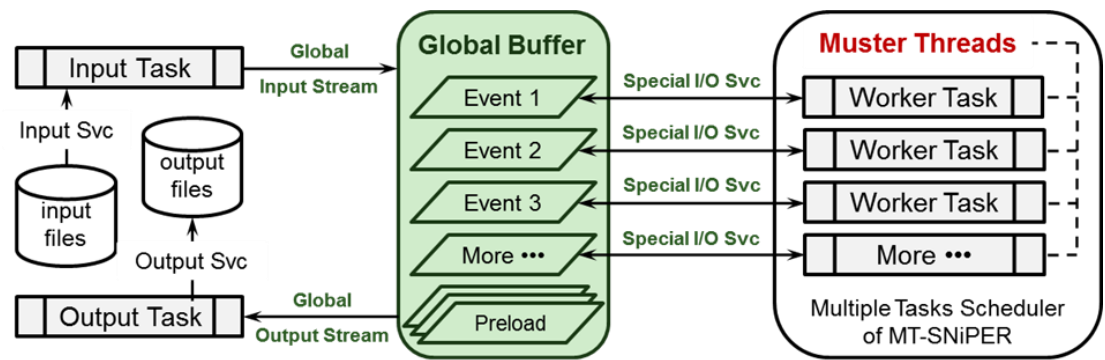 Input Task
Input Svc
input
files
output
files
Output Svc
Output Task
Global
Input Stream
Global
Output Stream
Global Buffer
Event 1
Event 2
Event 3
More •••
Preload
Special I/O Svc
Special I/O Svc
Special I/O Svc
Special I/O Svc
Muster Threads
Worker Task
Worker Task
Worker Task
More •••
Multiple Tasks Scheduler
of MT-SNiPER